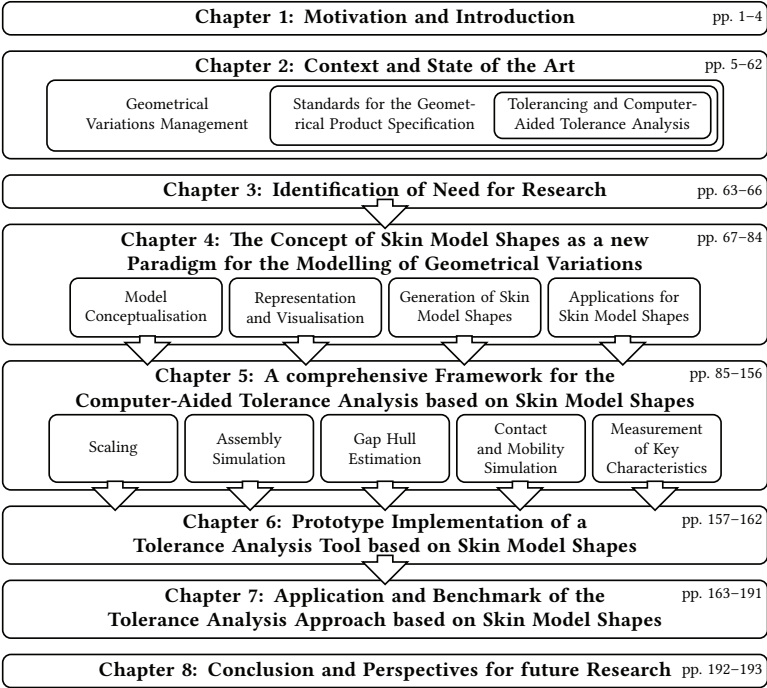 Chapter 1: Motivation and Introduction pp. 1–4
Chapter 2: Context and State of the Art pp. 5–62
Geometrical
Variations Management
Standards for the Geomet-
rical Product Specification
Tolerancing and Computer-
Aided Tolerance Analysis
Chapter 3: Identification of Need for Research pp. 63–66
Chapter 4: The Concept of Skin Model Shapes as a new pp. 67–84
Paradigm for the Modelling of Geometrical Variations
Model
Conceptualisation
Representation
and Visualisation
Generation of Skin
Model Shapes
Applications for
Skin Model Shapes
Chapter 5: A comprehensive Framework for the pp. 85–156
Computer-Aided Tolerance Analysis based on Skin Model Shapes
Scaling
Assembly
Simulation
Gap Hull
Estimation
Contact
and Mobility
Simulation
Measurement
of Key
Characteristics
Chapter 6: Prototype Implementation of a pp. 157–162
Tolerance Analysis Tool based on Skin Model Shapes
Chapter 7: Application and Benchmark of the pp. 163–191
Tolerance Analysis Approach based on Skin Model Shapes
Chapter 8: Conclusion and Perspectives for future Research pp. 192–193